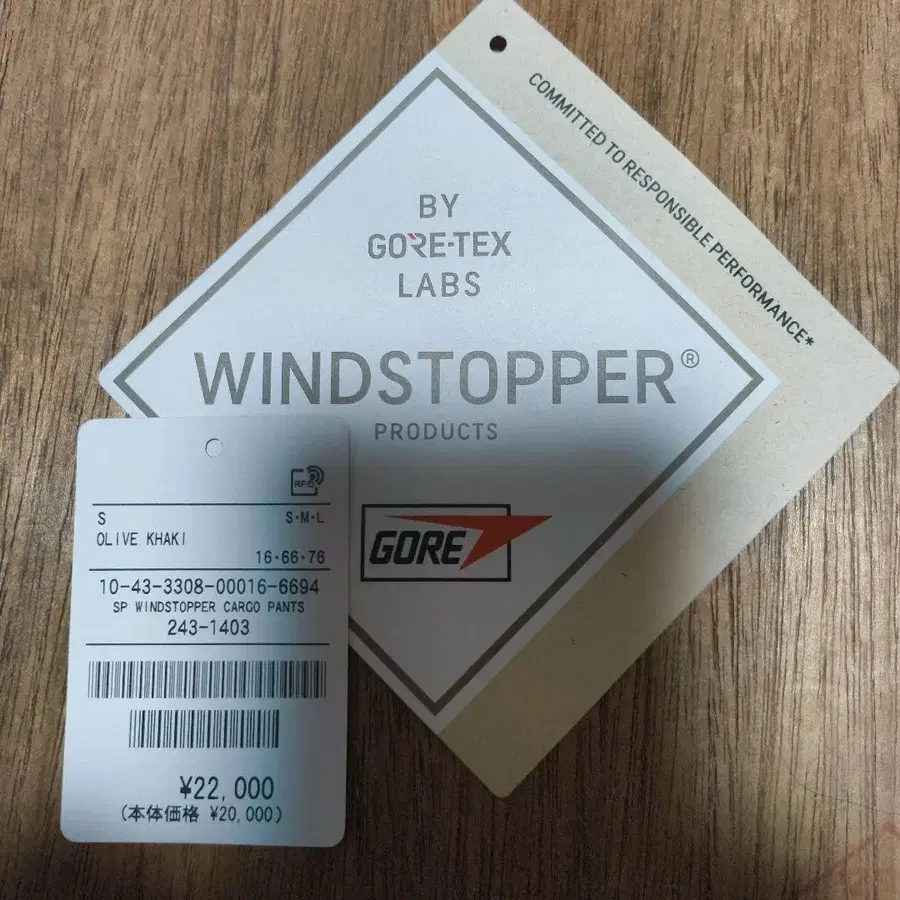 COMMITTED TO RESPONSIBLE PERFORMANCE*
BY
GORE-TEX
LABS
WINDSTOPPER®
PRODUCTS
GORE
RFID
S S・M・L
OLIVE KHAKI
16・66・76
10-43-3308-00016-6694
SP WINDSTOPPER CARGO PANTS
243-1403
¥22,000
(本体価格 ¥20,000)